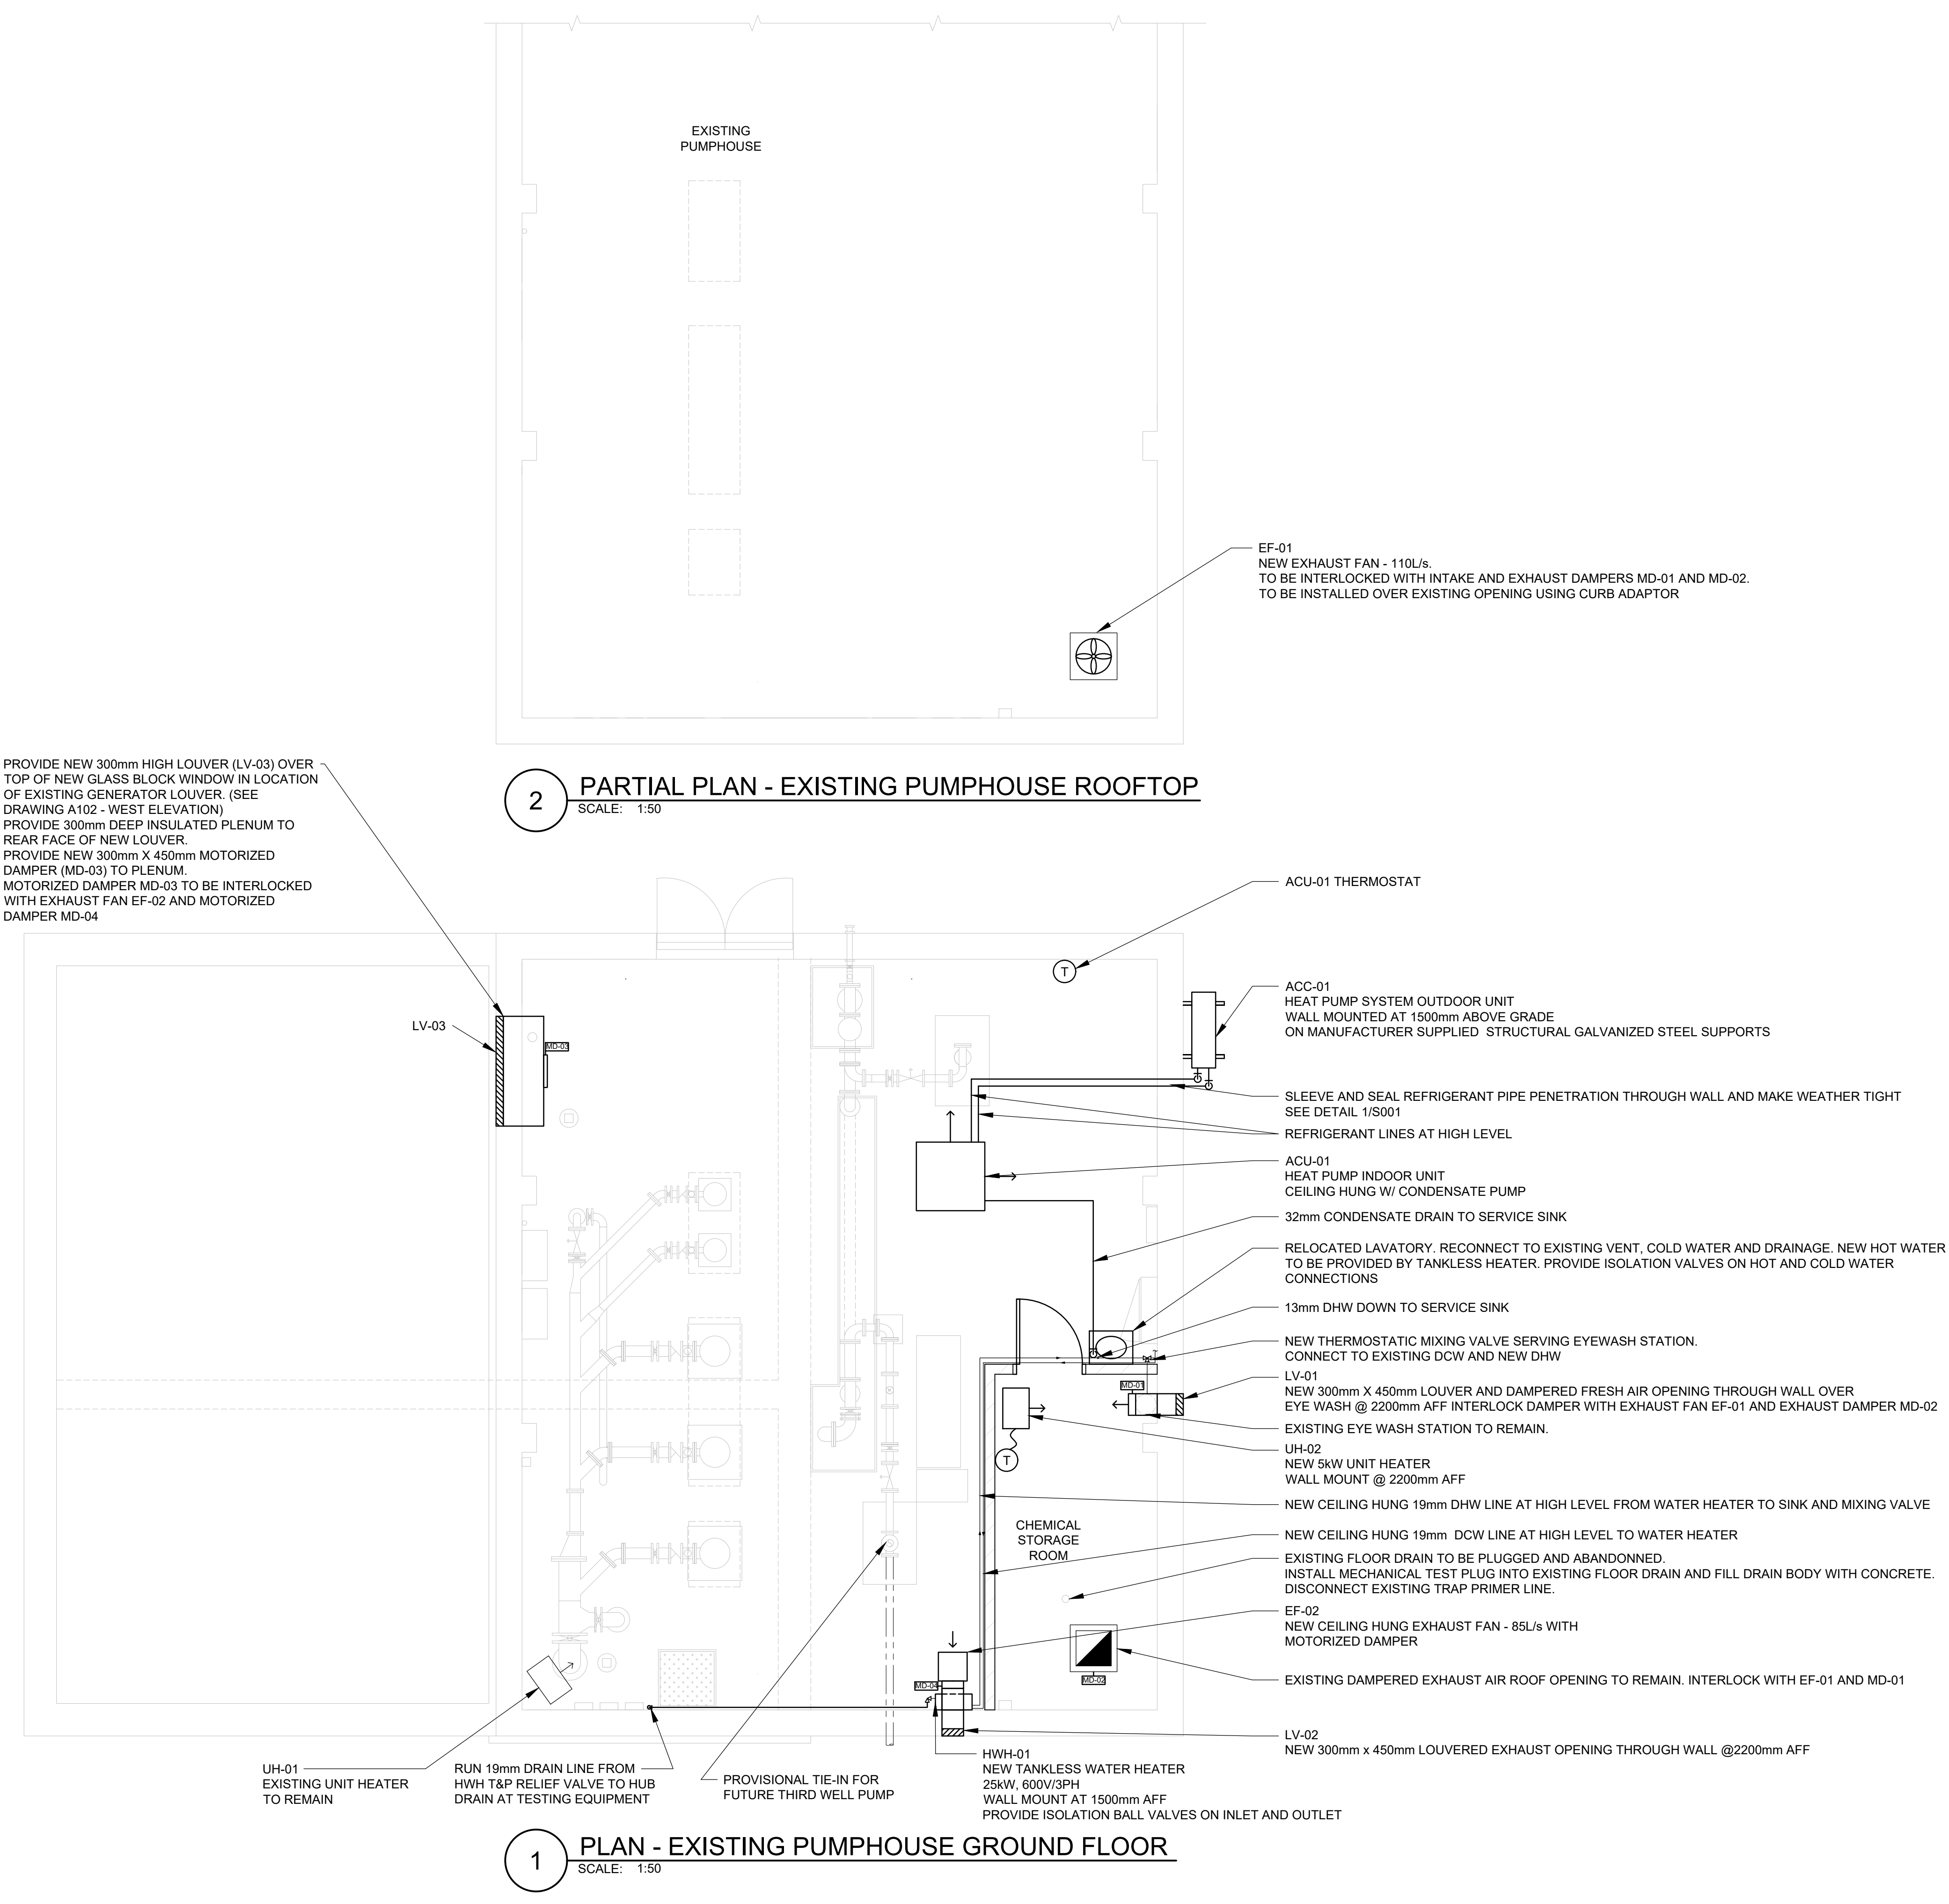 EXISTING
PUMPHOUSE
EF-01
NEW EXHAUST FAN - 110L/s.
TO BE INTERLOCKED WITH INTAKE AND EXHAUST DAMPERS MD-01 AND MD-02.
TO BE INSTALLED OVER EXISTING OPENING USING CURB ADAPTOR
2
PARTIAL PLAN - EXISTING PUMPHOUSE ROOFTOP
SCALE: 1:50
PROVIDE NEW 300mm HIGH LOUVER (LV-03) OVER
TOP OF NEW GLASS BLOCK WINDOW IN LOCATION
OF EXISTING GENERATOR LOUVER. (SEE
DRAWING A102 - WEST ELEVATION)
PROVIDE 300mm DEEP INSULATED PLENUM TO
REAR FACE OF NEW LOUVER.
PROVIDE NEW 300mm X 450mm MOTORIZED
DAMPER (MD-03) TO PLENUM.
MOTORIZED DAMPER MD-03 TO BE INTERLOCKED
WITH EXHAUST FAN EF-02 AND MOTORIZED
DAMPER MD-04
LV-03
MD-03
T
ACU-01 THERMOSTAT
ACC-01
HEAT PUMP SYSTEM OUTDOOR UNIT
WALL MOUNTED AT 1500mm ABOVE GRADE
ON MANUFACTURER SUPPLIED STRUCTURAL GALVANIZED STEEL SUPPORTS
SLEEVE AND SEAL REFRIGERANT PIPE PENETRATION THROUGH WALL AND MAKE WEATHER TIGHT
SEE DETAIL 1/S001
REFRIGERANT LINES AT HIGH LEVEL
ACU-01
HEAT PUMP INDOOR UNIT
CEILING HUNG W/ CONDENSATE PUMP
32mm CONDENSATE DRAIN TO SERVICE SINK
RELOCATED LAVATORY. RECONNECT TO EXISTING VENT, COLD WATER AND DRAINAGE. NEW HOT WATER
TO BE PROVIDED BY TANKLESS HEATER. PROVIDE ISOLATION VALVES ON HOT AND COLD WATER
CONNECTIONS
13mm DHW DOWN TO SERVICE SINK
NEW THERMOSTATIC MIXING VALVE SERVING EYEWASH STATION.
CONNECT TO EXISTING DCW AND NEW DHW
MD-01
LV-01
NEW 300mm X 450mm LOUVER AND DAMPERED FRESH AIR OPENING THROUGH WALL OVER
EYE WASH @ 2200mm AFF INTERLOCK DAMPER WITH EXHAUST FAN EF-01 AND EXHAUST DAMPER MD-02
EXISTING EYE WASH STATION TO REMAIN.
T
UH-02
NEW 5kW UNIT HEATER
WALL MOUNT @ 2200mm AFF
NEW CEILING HUNG 19mm DHW LINE AT HIGH LEVEL FROM WATER HEATER TO SINK AND MIXING VALVE
CHEMICAL
STORAGE
ROOM
NEW CEILING HUNG 19mm DCW LINE AT HIGH LEVEL TO WATER HEATER
EXISTING FLOOR DRAIN TO BE PLUGGED AND ABANDONNED.
INSTALL MECHANICAL TEST PLUG INTO EXISTING FLOOR DRAIN AND FILL DRAIN BODY WITH CONCRETE.
DISCONNECT EXISTING TRAP PRIMER LINE.
EF-02
NEW CEILING HUNG EXHAUST FAN - 85L/s WITH
MOTORIZED DAMPER
MD-02
MD-04
EXISTING DAMPERED EXHAUST AIR ROOF OPENING TO REMAIN. INTERLOCK WITH EF-01 AND MD-01
LV-02
NEW 300mm x 450mm LOUVERED EXHAUST OPENING THROUGH WALL @2200mm AFF
UH-01
EXISTING UNIT HEATER
TO REMAIN
RUN 19mm DRAIN LINE FROM
HWH T&P RELIEF VALVE TO HUB
DRAIN AT TESTING EQUIPMENT
PROVISIONAL TIE-IN FOR
FUTURE THIRD WELL PUMP
HWH-01
NEW TANKLESS WATER HEATER
25kW, 600V/3PH
WALL MOUNT AT 1500mm AFF
PROVIDE ISOLATION BALL VALVES ON INLET AND OUTLET
1
PLAN - EXISTING PUMPHOUSE GROUND FLOOR
SCALE: 1:50